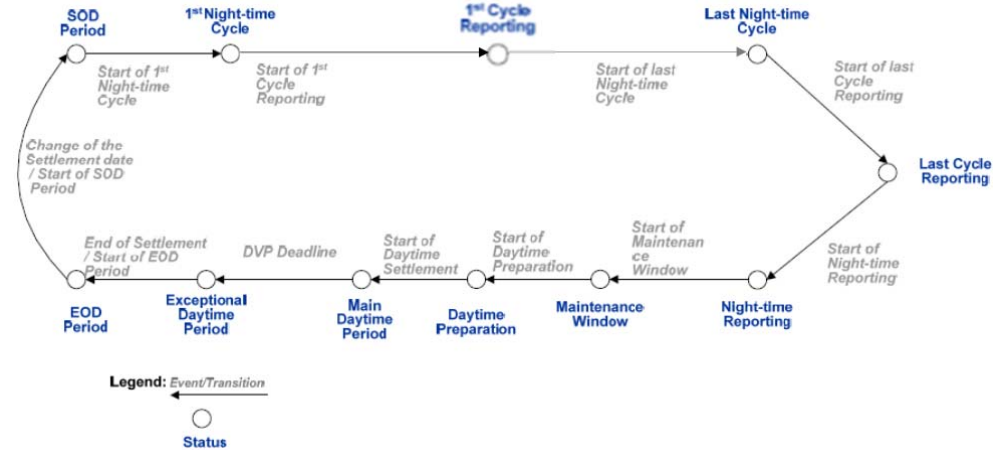 SOD
Period
1st Night-time
Cycle
1st Cycle
Reporting
Last Night-time
Cycle
Start of 1st
Night-time
Cycle
Start of 1st
Cycle
Reporting
Start of last
Night-time
Cycle
Start of last
Cycle
Reporting
Change of the
Settlement date
/ Start of SOD
Period
Last Cycle
Reporting
End of Settlement
/ Start of EOD
Period
DVP Deadline
Start of
Daytime
Settlement
Start of
Daytime
Preparation
Start of
Maintenan
ce
Window
Start of
Night-time
Reporting
EOD
Period
Exceptional
Daytime
Period
Main
Daytime
Period
Daytime
Preparation
Maintenance
Window
Night-time
Reporting
Legend: Event/Transition
Status